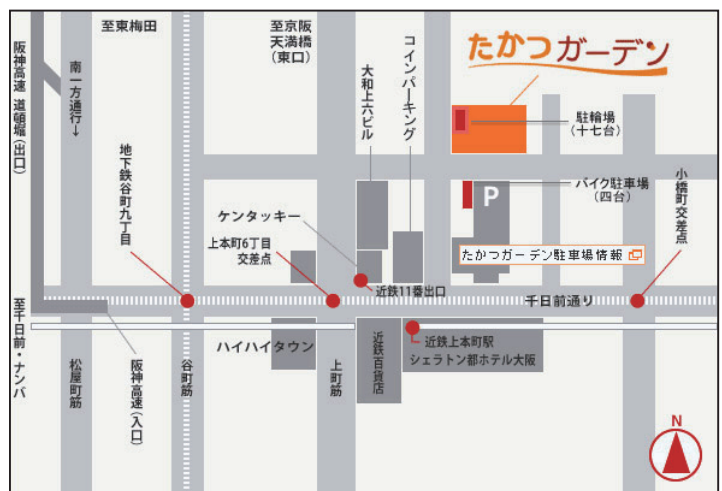 至東梅田
至京阪
天満橋
（東口）
コインパーキング
たかつガーデン
阪神高速 道頓堀（出口）
南一方通行→
大和上六ビル
駐輪場
（十七台）
地下鉄谷町九丁目
小橋町交差点
バイク駐車場
（四台）
P
ケンタッキー
上本町6丁目
交差点
たかつガーデン駐車場情報
近鉄11番出口
千日前通り
至千日前・ナンバ
ハイハイタウン
近鉄上本町駅
シェラトン都ホテル大阪
松屋町筋
阪神高速（入口）
谷町筋
上町筋
近鉄百貨店
N